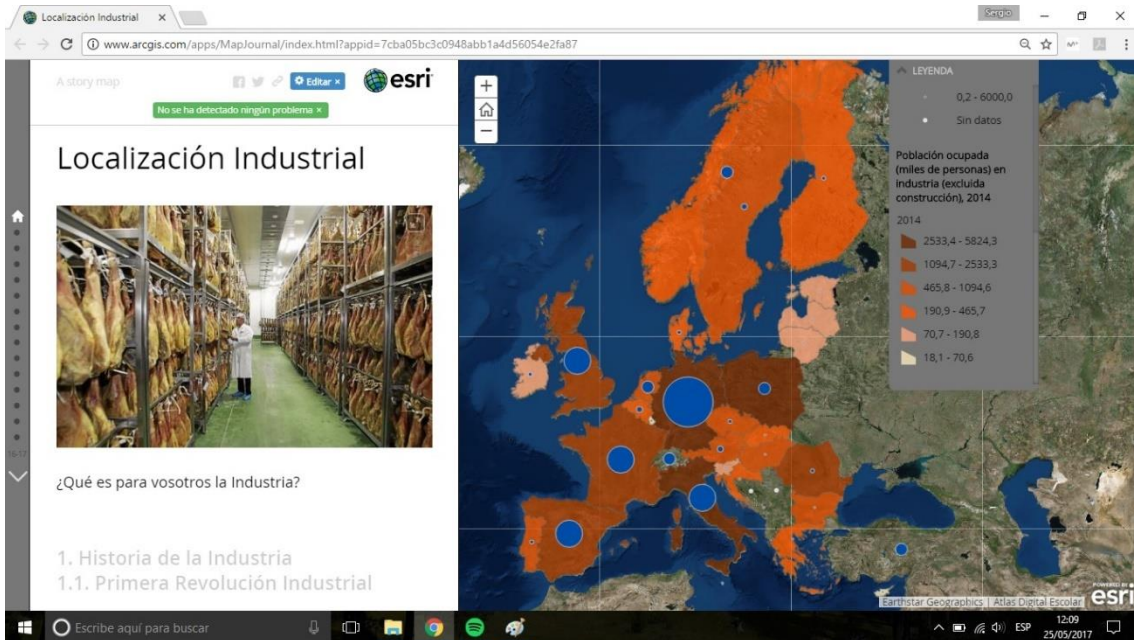 Localización Industrial
Sergio
www.arcgis.com/apps/MapJournal/index.html?appid=7cba05bc3c0948abb1a4d56054e2fa87
A story map
Editar ×
esri
No se ha detectado ningún problema ×
Localización Industrial
¿Qué es para vosotros la Industria?
1. Historia de la Industria
1.1. Primera Revolución Industrial
16-17
LEYENDA
0,2 - 6000,0
Sin datos
Población ocupada
(miles de personas) en
industria (excluida
construcción), 2014
2014
2533,4 - 5824,3
1094,7 - 2533,3
465,8 - 1094,6
190,9 - 465,7
70,7 - 190,8
18,1 - 70,6
Earthstar Geographics | Atlas Digital Escolar
POWERED BY
esri
Escribe aquí para buscar
ESP
12:09
25/05/2017